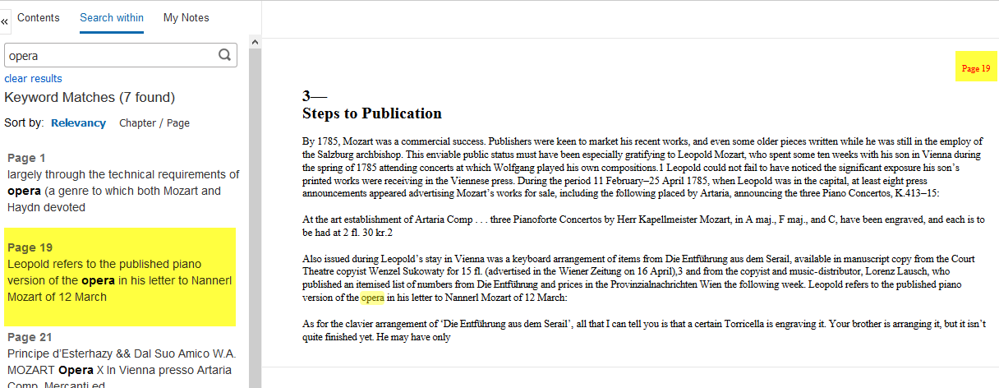 «
Contents Search within My Notes
opera
clear results
Keyword Matches (7 found)
Sort by: Relevancy Chapter / Page
Page 1
largely through the technical requirements of
opera (a genre to which both Mozart and
Haydn devoted
Page 19
Leopold refers to the published piano
version of the opera in his letter to Nannerl
Mozart of 12 March
Page 21
Principe d’Esterhazy && Dal Suo Amico W.A.
MOZART Opera X In Vienna presso Artaria
Comp. Mercanti ed
Page 19
3—
Steps to Publication
By 1785, Mozart was a commercial success. Publishers were keen to market his recent works, and even some older pieces written while he was still in the employ of
the Salzburg archbishop. This enviable public status must have been especially gratifying to Leopold Mozart, who spent some ten weeks with his son in Vienna during
the spring of 1785 attending concerts at which Wolfgang played his own compositions.1 Leopold could not fail to have noticed the significant exposure his son’s
printed works were receiving in the Viennese press. During the period 11 February–25 April 1785, when Leopold was in the capital, at least eight press
announcements appeared advertising Mozart’s works for sale, including the following placed by Artaria, announcing the three Piano Concertos, K.413–15:
At the art establishment of Artaria Comp . . . three Pianoforte Concertos by Herr Kapellmeister Mozart, in A maj., F maj., and C, have been engraved, and each is to
be had at 2 fl. 30 kr.2
Also issued during Leopold’s stay in Vienna was a keyboard arrangement of items from Die Entführung aus dem Serail, available in manuscript copy from the Court
Theatre copyist Wenzel Sukowaty for 15 fl. (advertised in the Wiener Zeitung on 16 April),3 and from the copyist and music-distributor, Lorenz Lausch, who
published an itemised list of numbers from Die Entführung and prices in the Provinzialnachrichten Wien the following week. Leopold refers to the published piano
version of the opera in his letter to Nannerl Mozart of 12 March:
As for the clavier arrangement of ‘Die Entführung aus dem Serail’, all that I can tell you is that a certain Torricella is engraving it. Your brother is arranging it, but it isn’t
quite finished yet. He may have only